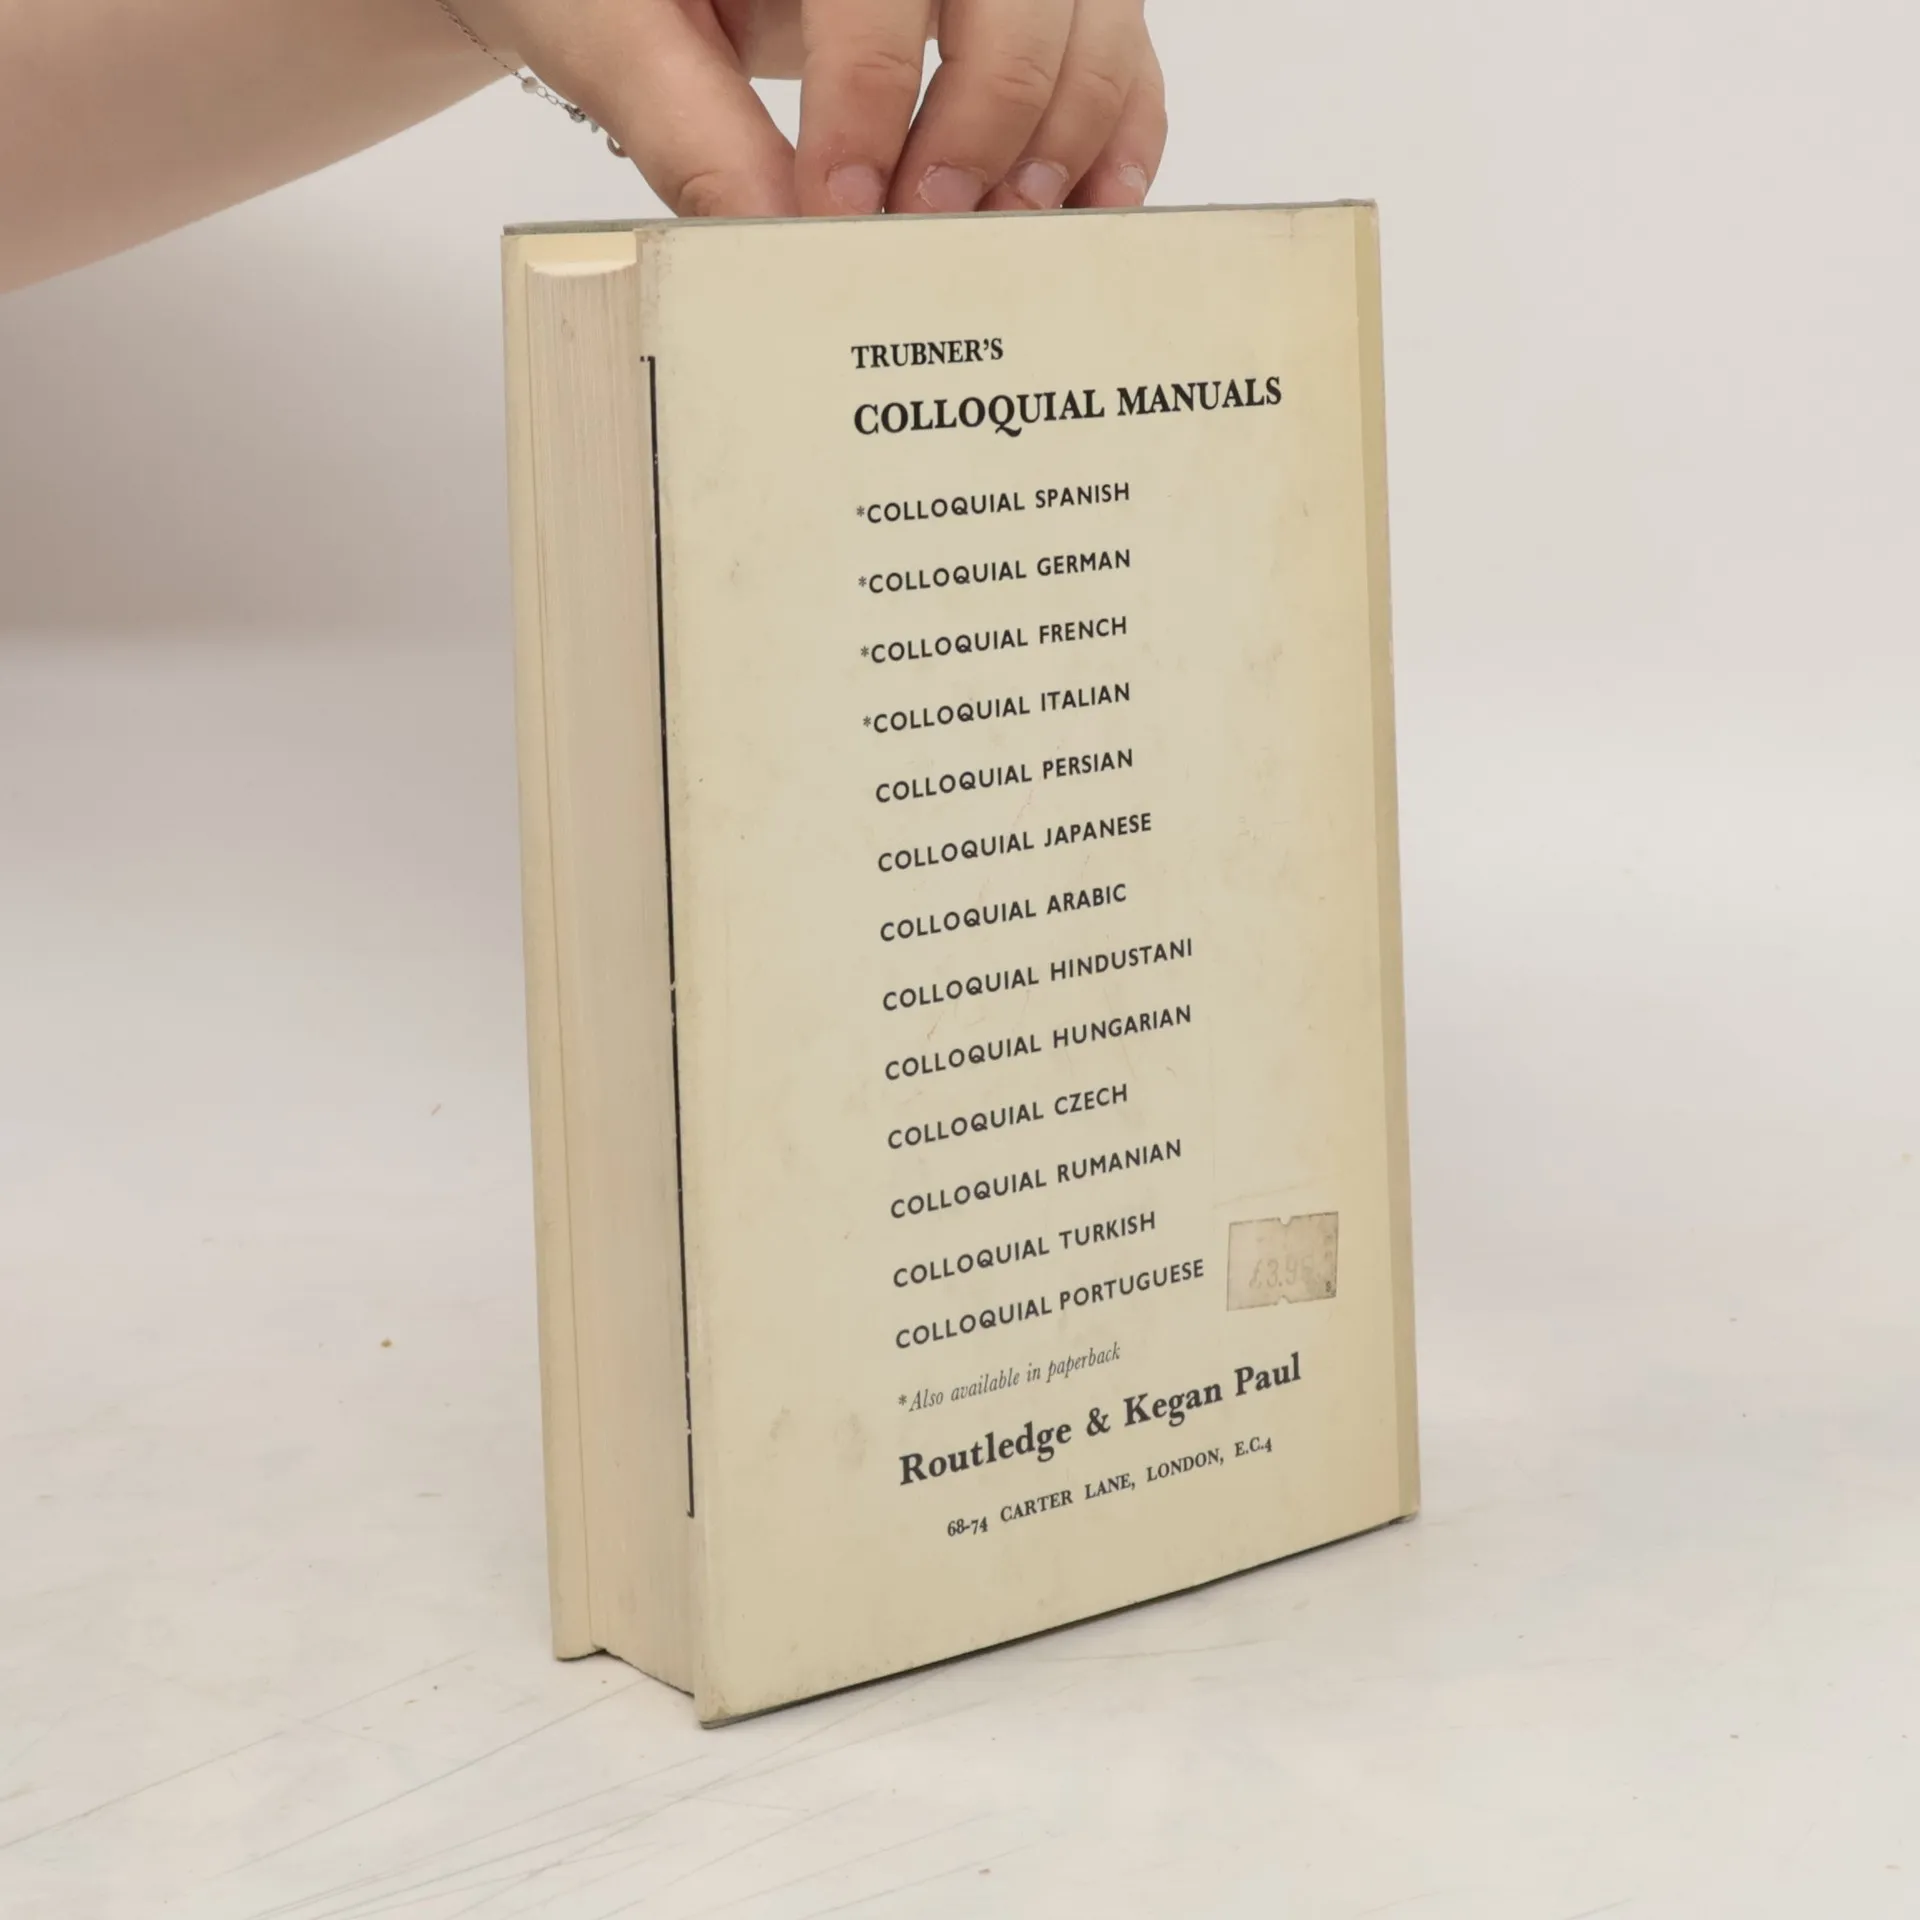 TRUBNER'S
COLLOQUIAL MANUALS
*COLLOQUIAL SPANISH
*COLLOQUIAL GERMAN
*COLLOQUIAL FRENCH
*COLLOQUIAL ITALIAN
COLLOQUIAL PERSIAN
COLLOQUIAL JAPANESE
COLLOQUIAL ARABIC
COLLOQUIAL HINDUSTANI
COLLOQUIAL HUNGARIAN
COLLOQUIAL CZECH
COLLOQUIAL RUMANIAN
COLLOQUIAL TURKISH
COLLOQUIAL PORTUGUESE
*Also available in paperback
Routledge & Kegan Paul
68-74 CARTER LANE, LONDON, E.C.4